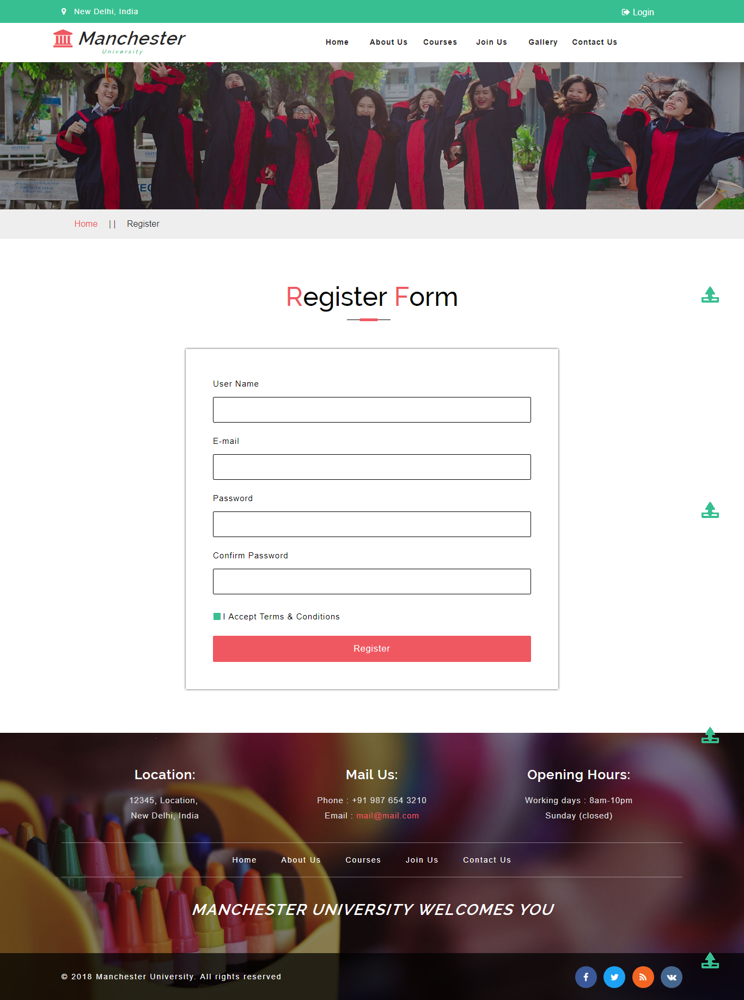 New Delhi, India
Login
Manchester
University
Home About Us Courses Join Us Gallery Contact Us
HUTECH
Home || Register
Register Form
User Name
E-mail
Password
Confirm Password
I Accept Terms & Conditions
Register
Location:
12345, Location,
New Delhi, India
Mail Us:
Phone : +91 987 654 3210
Email : mail@mail.com
Opening Hours:
Working days : 8am-10pm
Sunday (closed)
Home About Us Courses Join Us Contact Us
MANCHESTER UNIVERSITY WELCOMES YOU
© 2018 Manchester University. All rights reserved